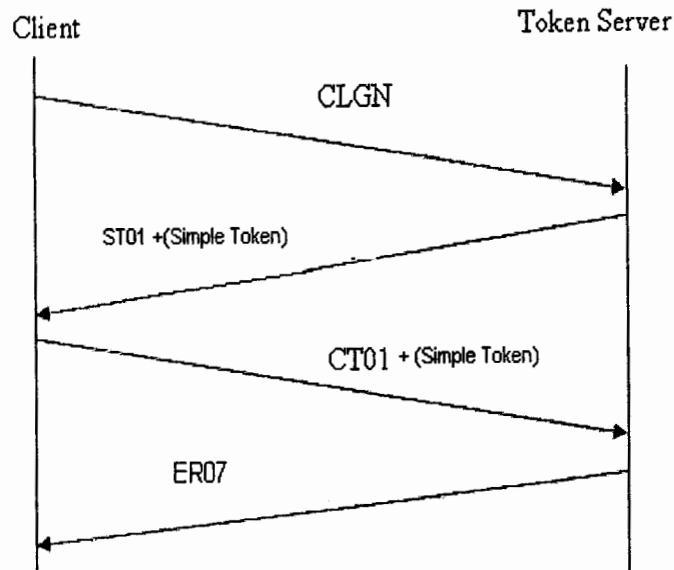 Client
Token Server
CLGN
ST01 +(Simple Token)
CT01 + (Simple Token)
ER07